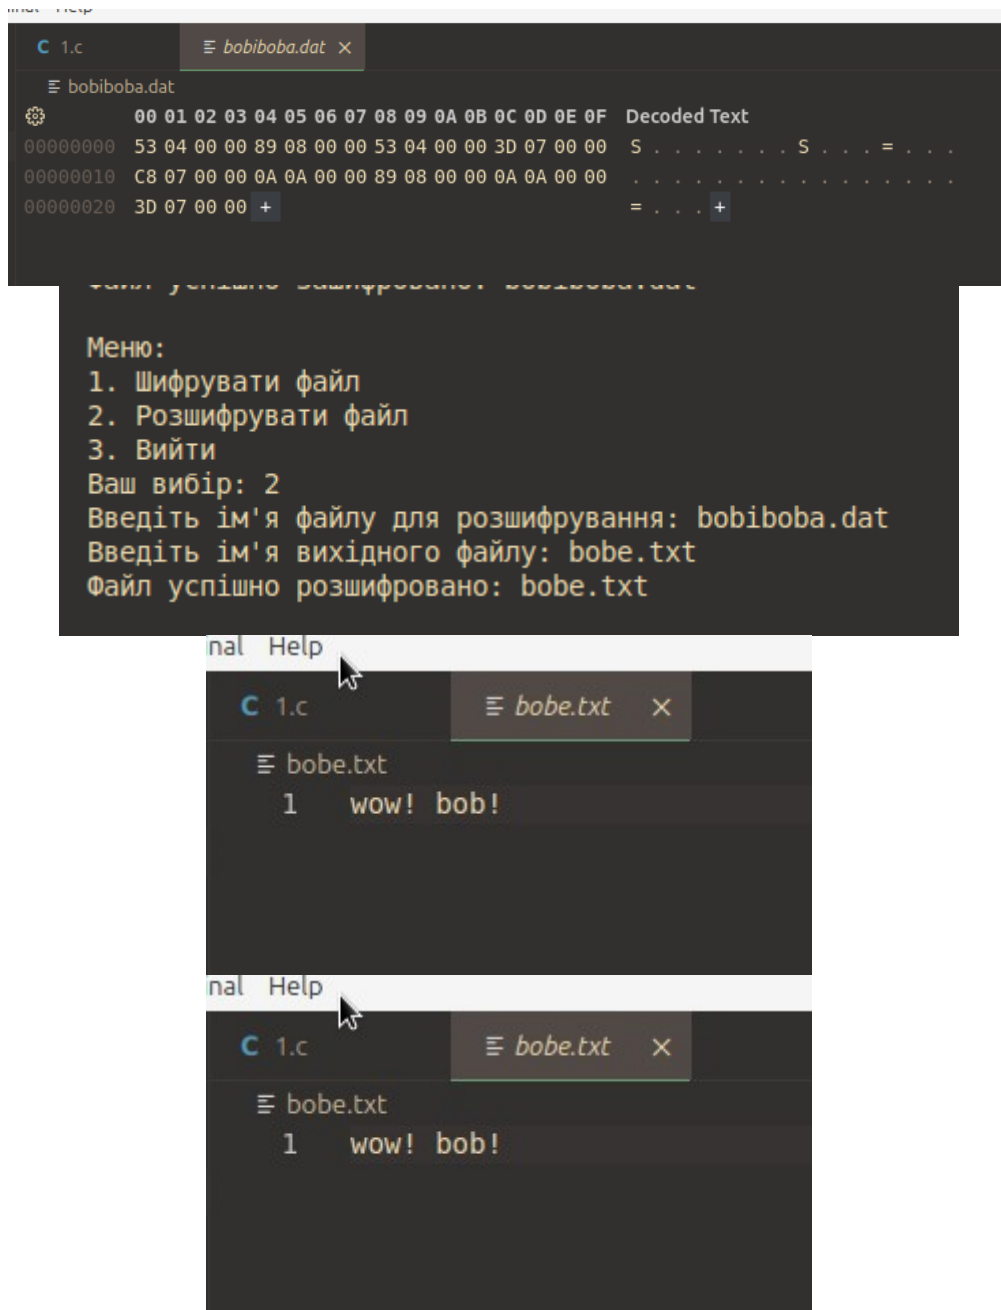 C 1.c bobiboba.dat ×
bobiboba.dat
00 01 02 03 04 05 06 07 08 09 0A 0B 0C 0D 0E 0F Decoded Text
00000000 53 04 00 00 89 08 00 00 53 04 00 00 3D 07 00 00 S . . . . . . . S . . . = . . .
00000010 C8 07 00 00 0A 0A 00 00 89 08 00 00 0A 0A 00 00 . . . . . . . . . . . . . . . .
00000020 3D 07 00 00 + = . . . +
Файл успішно зашифровано: bobiboba.dat
Меню:
1. Шифрувати файл
2. Розшифрувати файл
3. Вийти
Ваш вибір: 2
Введіть ім'я файлу для розшифрування: bobiboba.dat
Введіть ім'я вихідного файлу: bobe.txt
Файл успішно розшифровано: bobe.txt
nal Help
C 1.c bobe.txt ×
bobe.txt
1 wow! bob!
nal Help
C 1.c bobe.txt ×
bobe.txt
1 wow! bob!